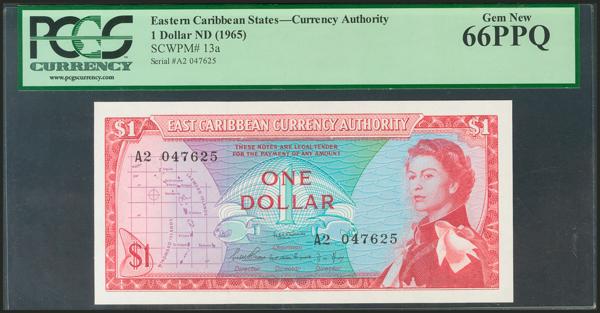 PCGS
CURRENCY
www.pcgscurrency.com
Eastern Caribbean States—Currency Authority
1 Dollar ND (1965)
SCWPM# 13a
Serial #A2 047625
Gem New
66PPQ
$1
EAST CARIBBEAN CURRENCY AUTHORITY
$1
THESE NOTES ARE LEGAL TENDER
FOR THE PAYMENT OF ANY AMOUNT
A2 047625
ONE
DOLLAR
1
A2 047625
Chairman
$1
Director Director Director